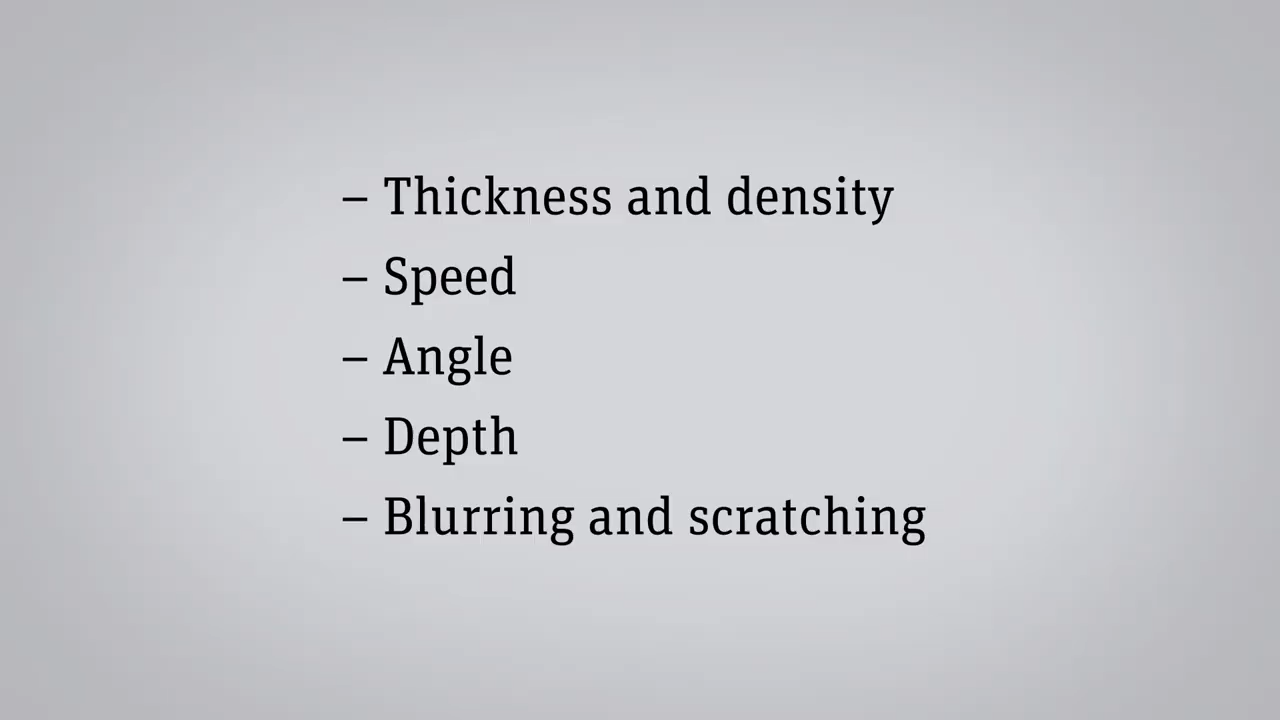 – Thickness and density
– Speed
– Angle
– Depth
– Blurring and scratching